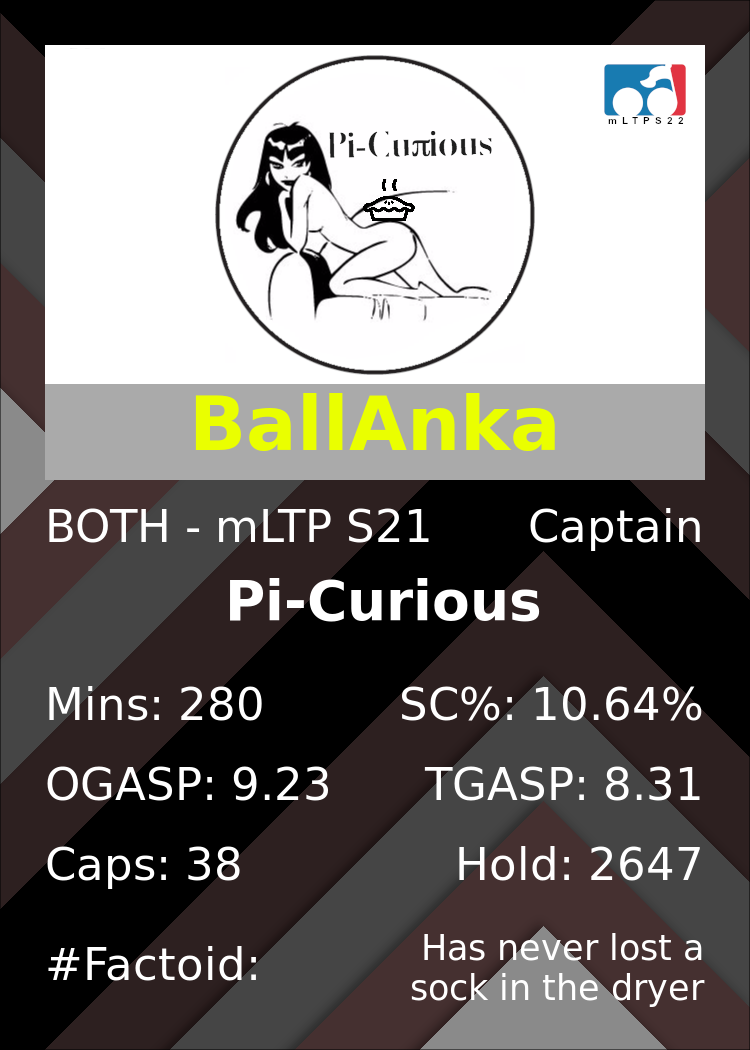 Pi-Cuπious
mLTPS22
BallAnka
BOTH - mLTP S21 Captain
Pi-Curious
Mins: 280 SC%: 10.64%
OGASP: 9.23 TGASP: 8.31
Caps: 38 Hold: 2647
#Factoid: Has never lost a
sock in the dryer